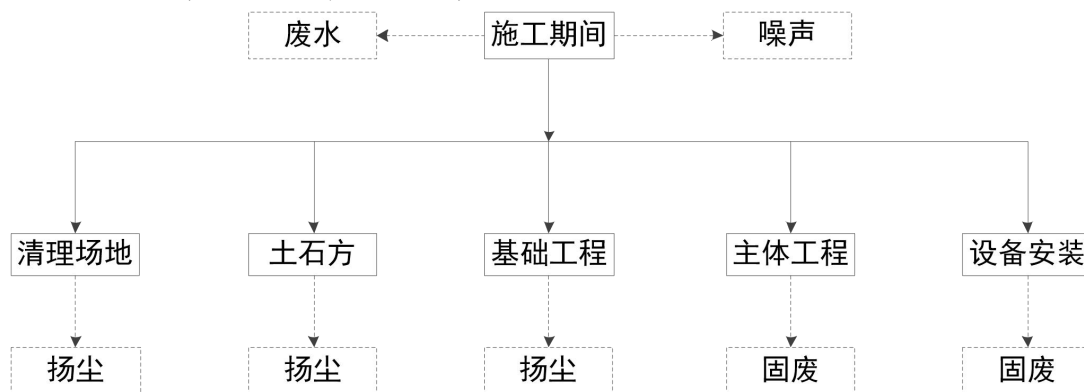 废水 施工期间 噪声
清理场地 土石方 基础工程 主体工程 设备安装
扬尘 扬尘 扬尘 固废 固废